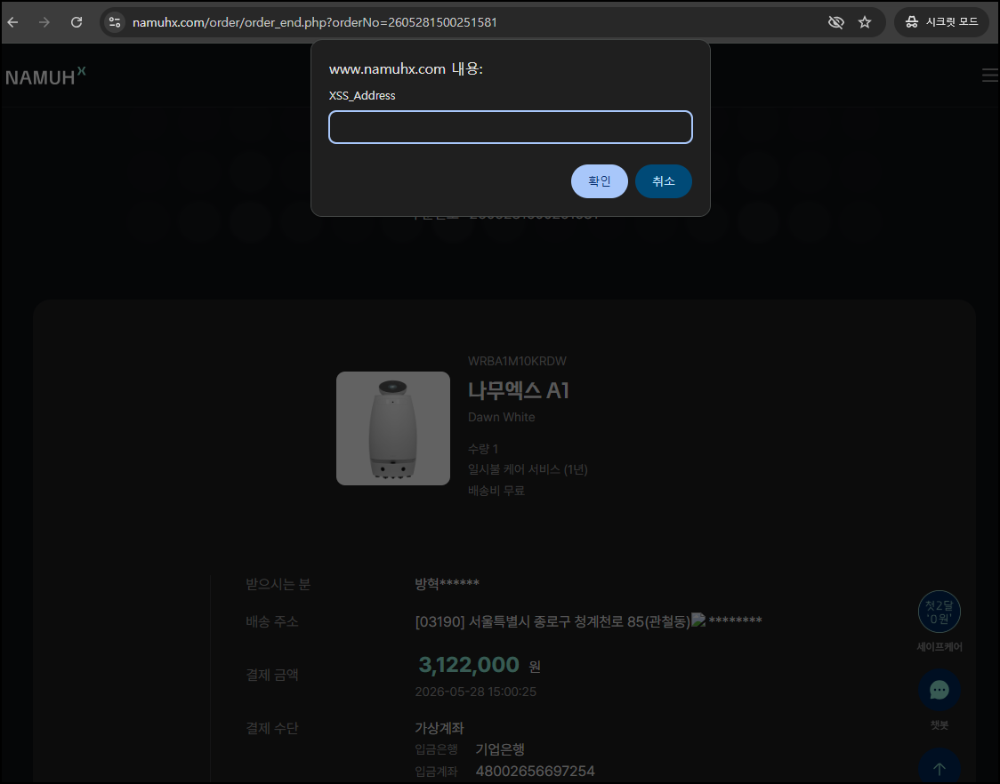 namuhx.com/order/order_end.php?orderNo=2605281500251581
시크릿 모드
NAMUH X
www.namuhx.com 내용:
XSS_Address
확인
취소
WRBA1M10KRDW
나무엑스 A1
Dawn White
수량 1
일시불 케어 서비스 (1년)
배송비 무료
받으시는 분
방혁******
배송 주소
[03190] 서울특별시 종로구 청계천로 85(관철동) ********
결제 금액
3,122,000 원
2026-05-28 15:00:25
결제 수단
가상계좌
입금은행 기업은행
입금계좌 48002656697254
첫2달
'0원'
세이프케어
챗봇